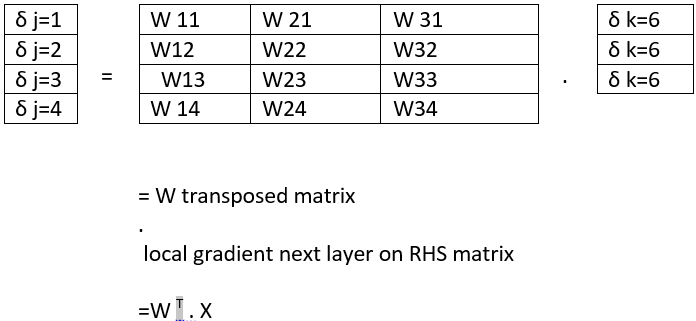 δ j=1 W 11 W 21 W 31 δ k=6
δ j=2 W12 W22 W32 δ k=6
δ j=3 = W13 W23 W33 . δ k=6
δ j=4 W 14 W24 W34
= W transposed matrix
.
local gradient next layer on RHS matrix
=W ᵀ . X